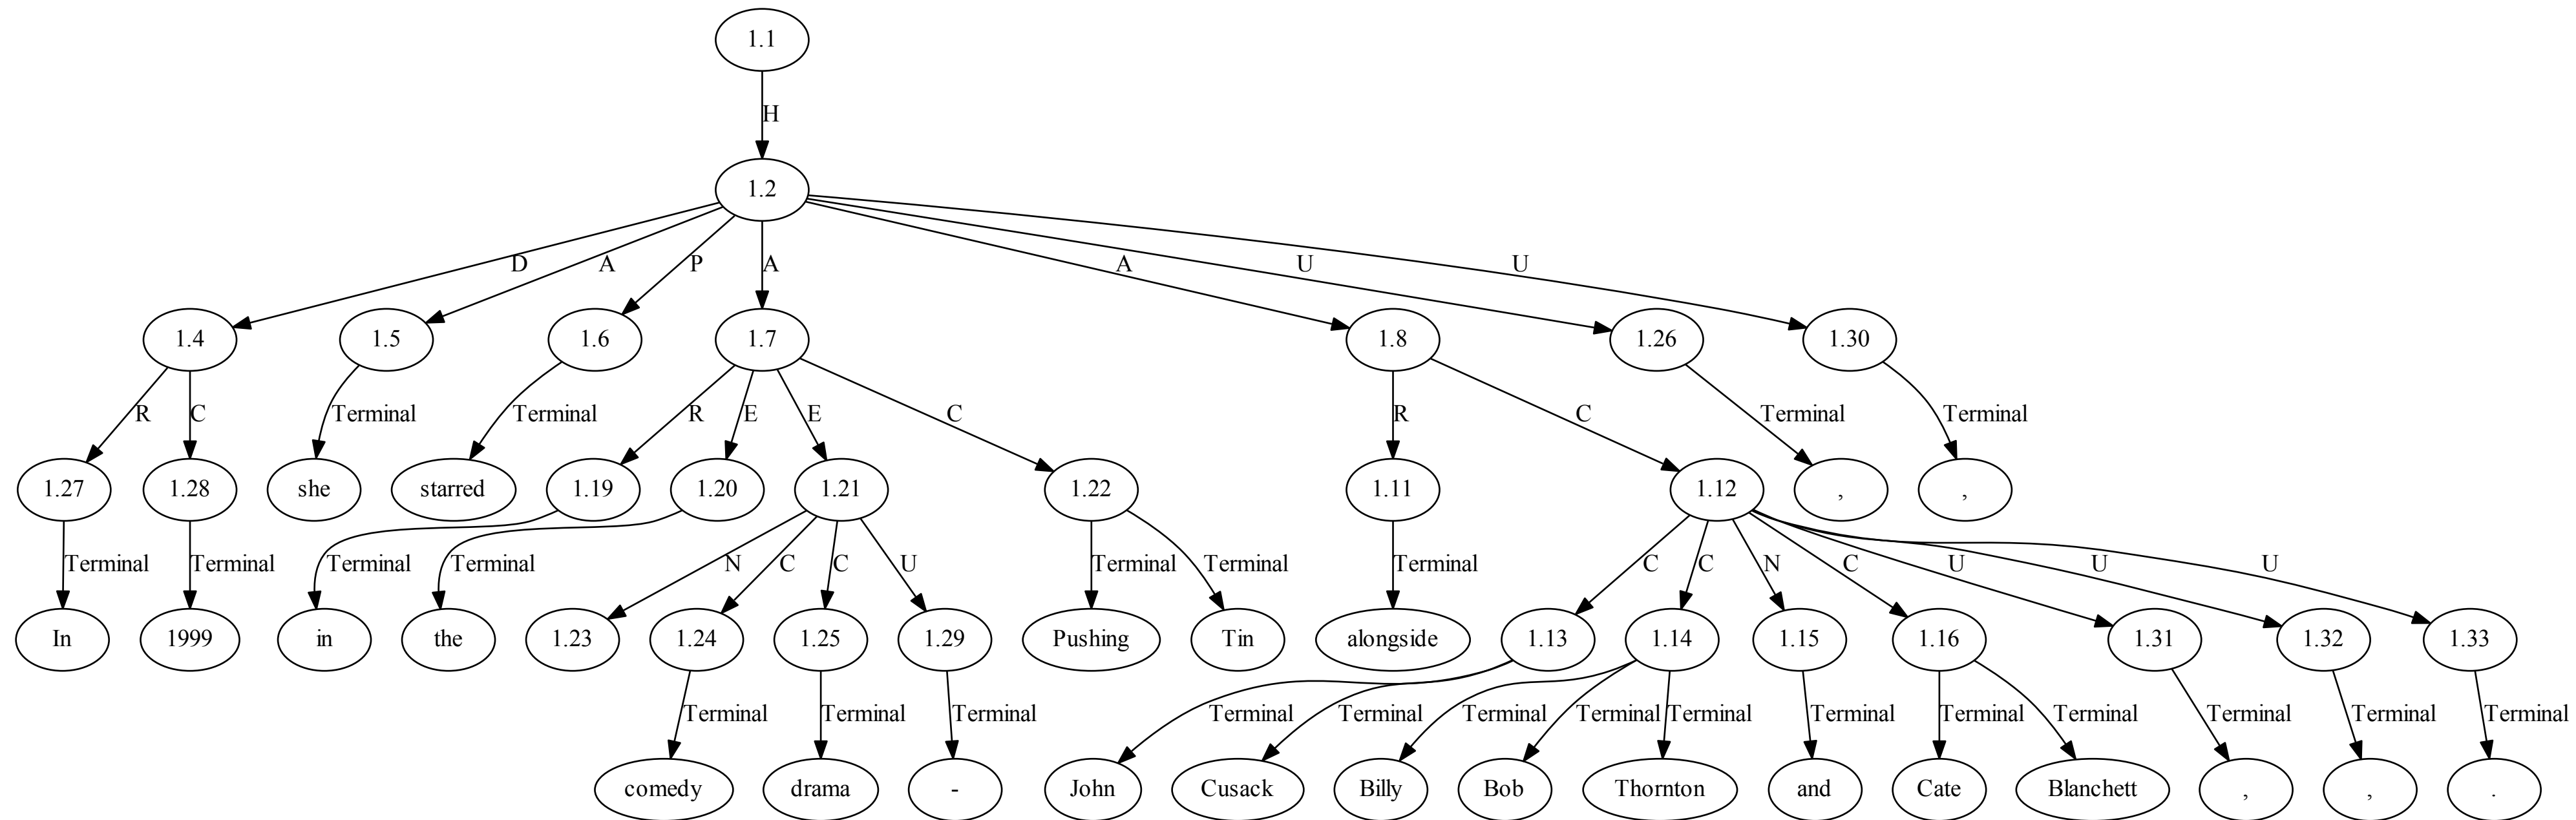 1.1
H
1.2
D A P A A U U
1.4 1.5 1.6 1.7 1.8 1.26 1.30
R C Terminal Terminal R E E C R C Terminal Terminal
1.27 1.28 she starred 1.19 1.20 1.21 1.22 1.11 1.12 , ,
Terminal Terminal Terminal Terminal N C C U Terminal Terminal Terminal C C N C U U U
In 1999 in the 1.23 1.24 1.25 1.29 Pushing Tin alongside 1.13 1.14 1.15 1.16 1.31 1.32 1.33
Terminal Terminal Terminal Terminal Terminal Terminal Terminal Terminal Terminal Terminal Terminal Terminal Terminal Terminal
comedy drama - John Cusack Billy Bob Thornton and Cate Blanchett , , .